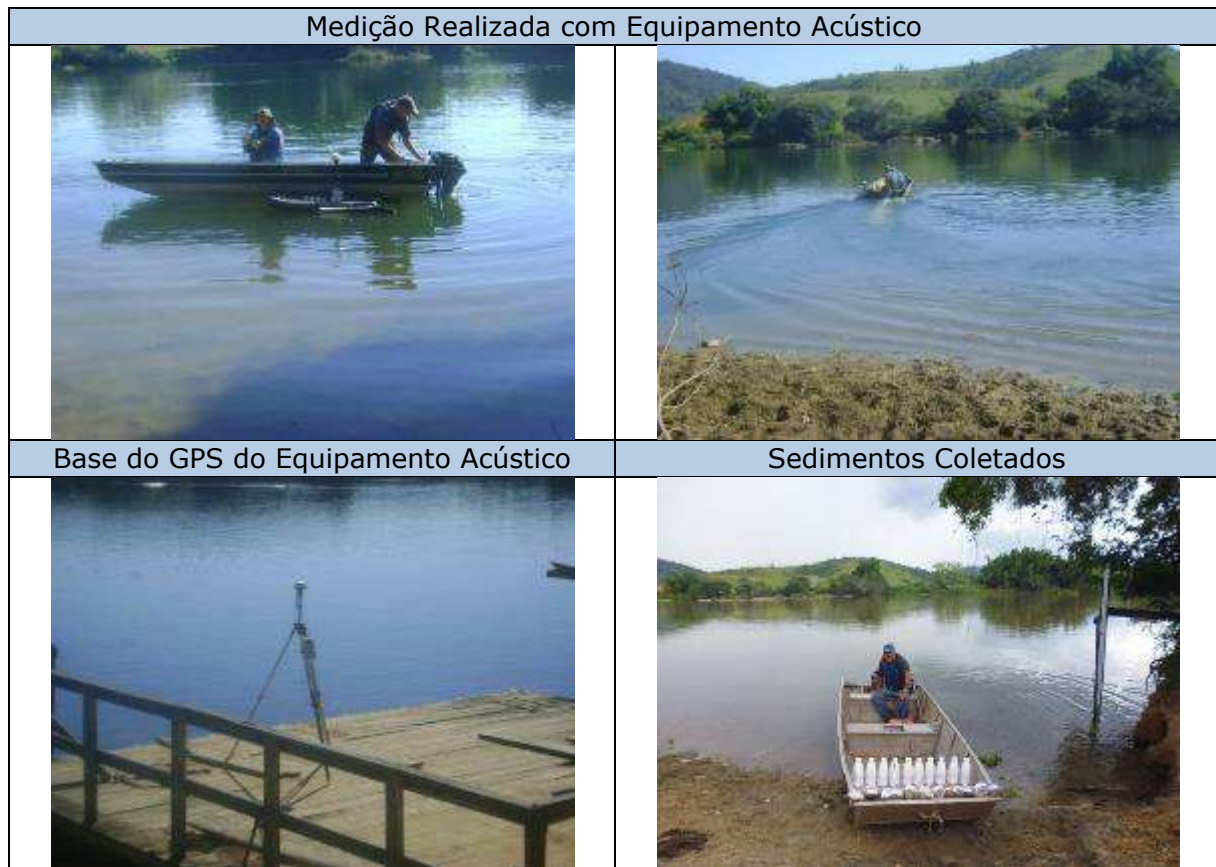 Medição Realizada com Equipamento Acústico
Base do GPS do Equipamento Acústico
Sedimentos Coletados